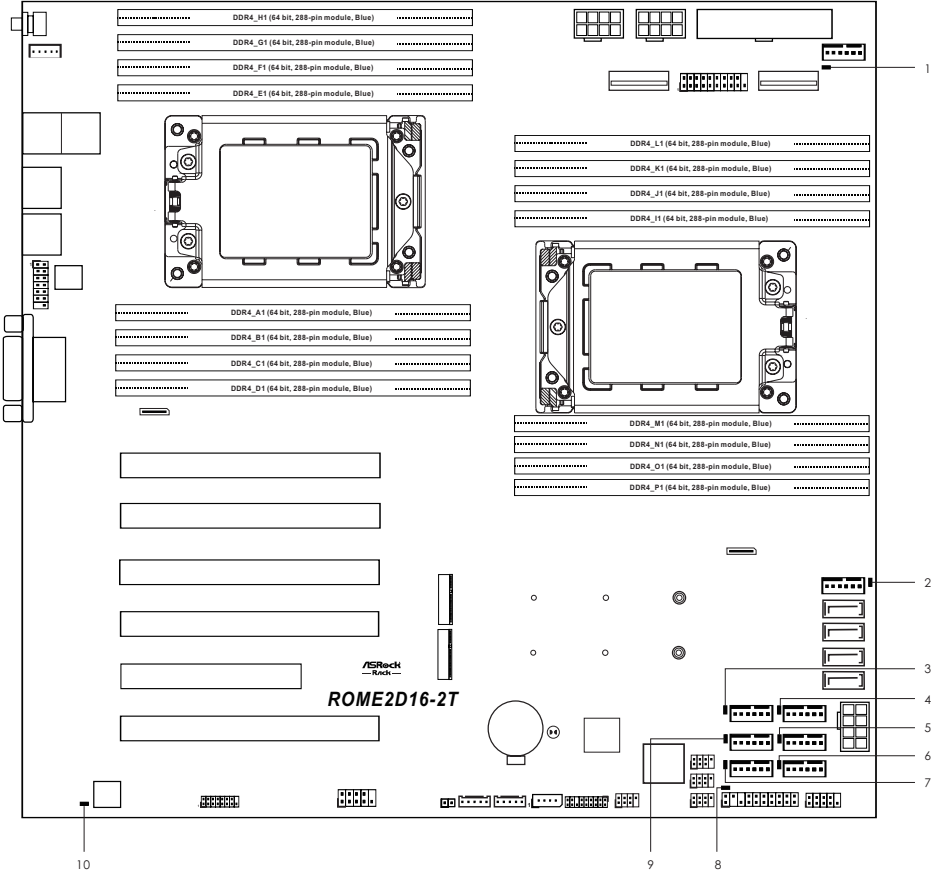 DDR4_H1 (64 bit, 288-pin module, Blue)
DDR4_G1 (64 bit, 288-pin module, Blue)
DDR4_F1 (64 bit, 288-pin module, Blue)
DDR4_E1 (64 bit, 288-pin module, Blue)
1
DDR4_L1 (64 bit, 288-pin module, Blue)
DDR4_K1 (64 bit, 288-pin module, Blue)
DDR4_J1 (64 bit, 288-pin module, Blue)
DDR4_I1 (64 bit, 288-pin module, Blue)
DDR4_A1 (64 bit, 288-pin module, Blue)
DDR4_B1 (64 bit, 288-pin module, Blue)
DDR4_C1 (64 bit, 288-pin module, Blue)
DDR4_D1 (64 bit, 288-pin module, Blue)
DDR4_M1 (64 bit, 288-pin module, Blue)
DDR4_N1 (64 bit, 288-pin module, Blue)
DDR4_O1 (64 bit, 288-pin module, Blue)
DDR4_P1 (64 bit, 288-pin module, Blue)
2
3
ASRock
Rack
ROME2D16-2T
4
5
6
7
10
9
8